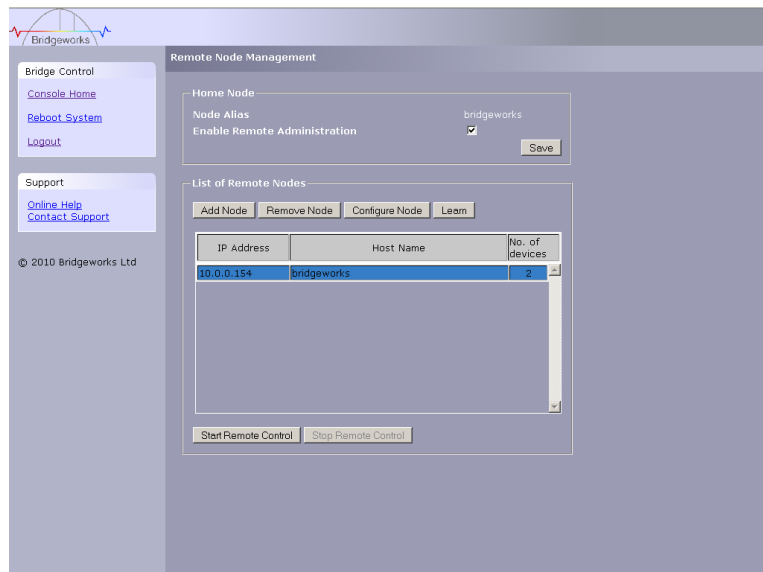 Bridgeworks
Remote Node Management
Bridge Control
Console Home
Reboot System
Logout
Support
Online Help
Contact Support
© 2010 Bridgeworks Ltd
Home Node
Node Alias bridgeworks
Enable Remote Administration
Save
List of Remote Nodes
Add Node Remove Node Configure Node Learn
IP Address Host Name No. of
devices
10.0.0.154 bridgeworks 2
Start Remote Control Stop Remote Control